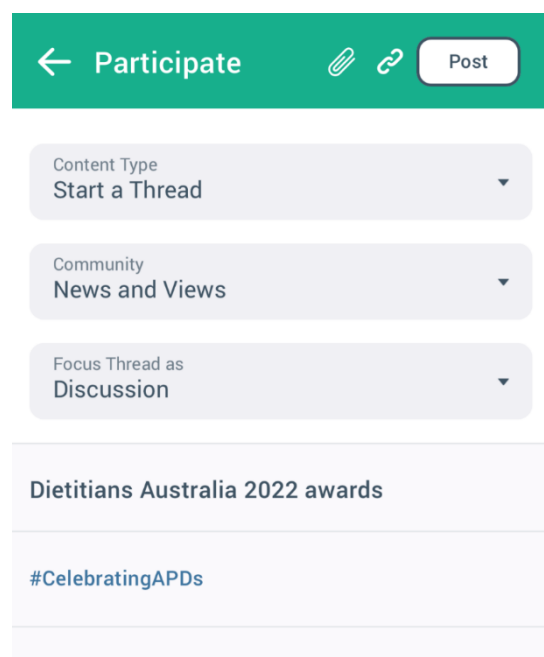 Participate
Post
Content Type
Start a Thread
Community
News and Views
Focus Thread as
Discussion
Dietitians Australia 2022 awards
#CelebratingAPDs